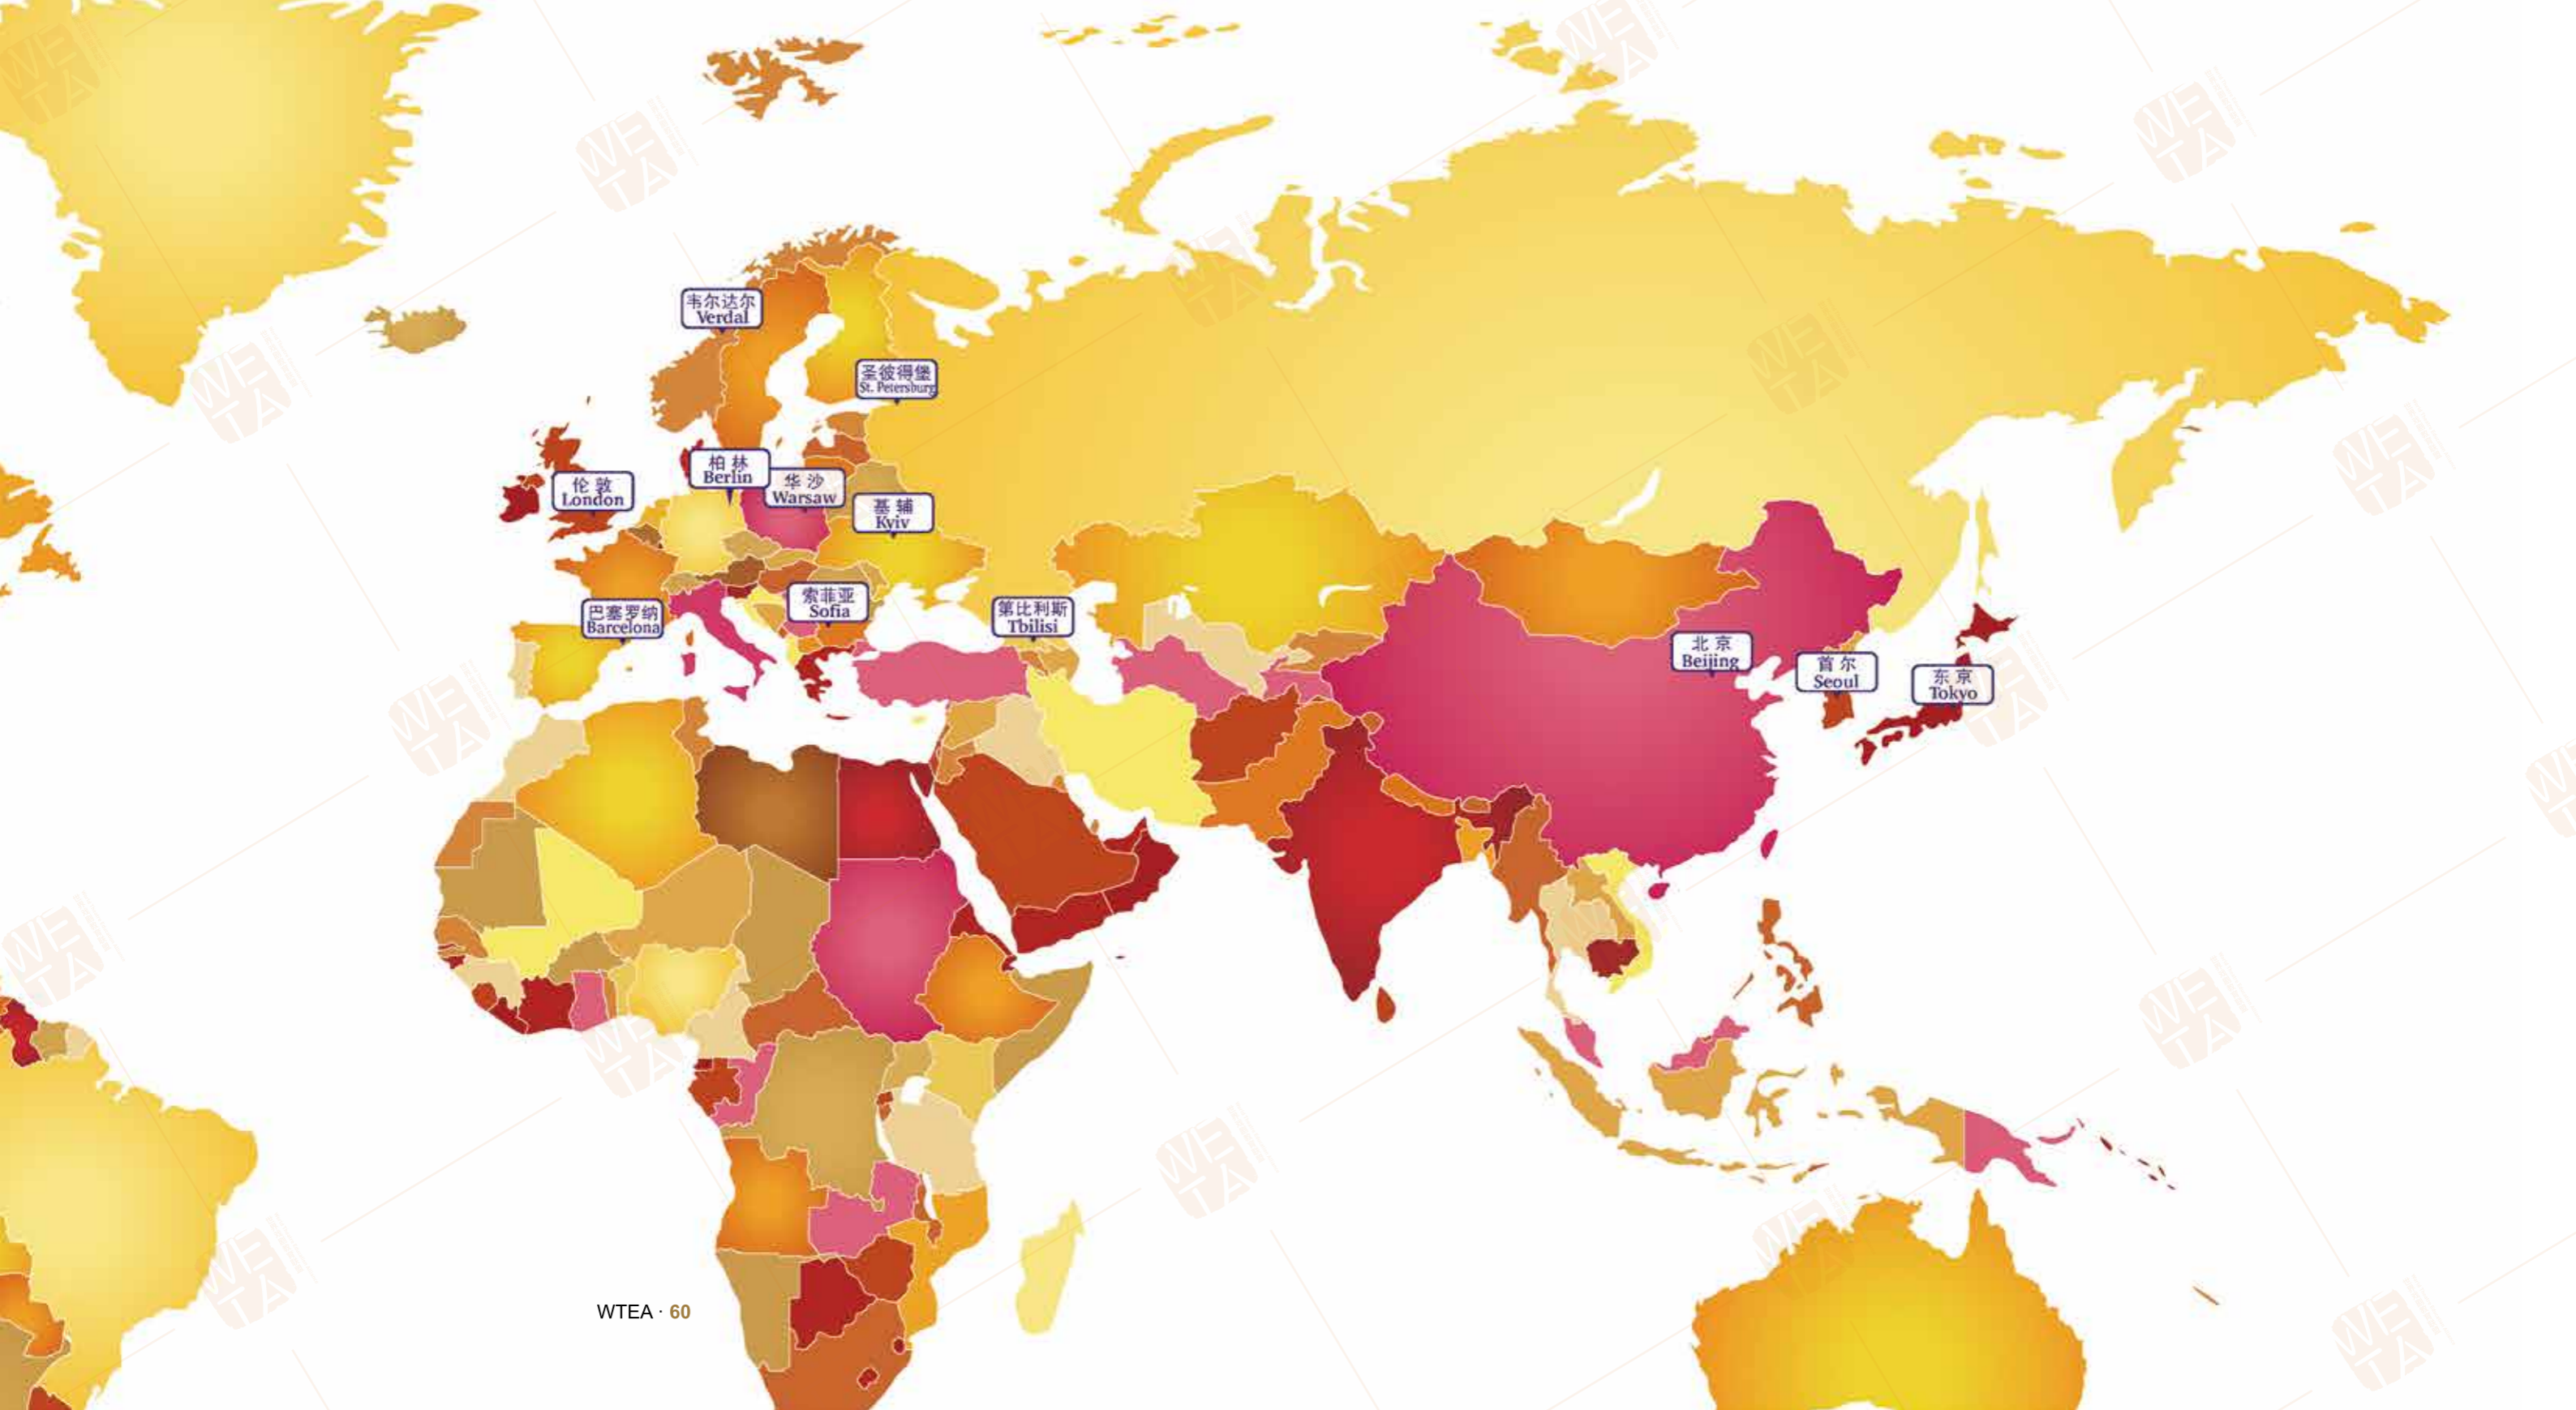 韦尔达尔
Verdal
圣彼得堡
St. Petersburg
柏林
Berlin
华沙
Warsaw
伦敦
London
基辅
Kyiv
索菲亚
Sofia
巴塞罗纳
Barcelona
第比利斯
Tbilisi
北京
Beijing
首尔
Seoul
东京
Tokyo
WTEA · 60